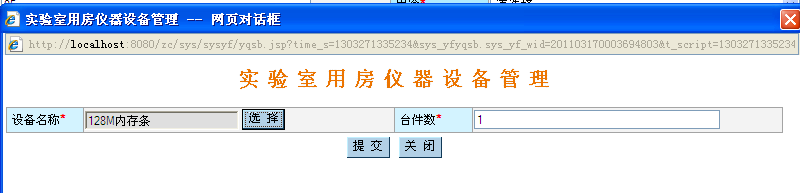 实验室用房仪器设备管理 -- 网页对话框
http://localhost:8080/zc/sys/sysyf/yqsb.jsp?time_s=1303271335234&sys_yfyqsb.sys_yf_wid=201103170003694803&t_script=1303271335234
实 验 室 用 房 仪 器 设 备 管 理
设备名称* 128M内存条 选 择 台件数* 1
提 交 关 闭